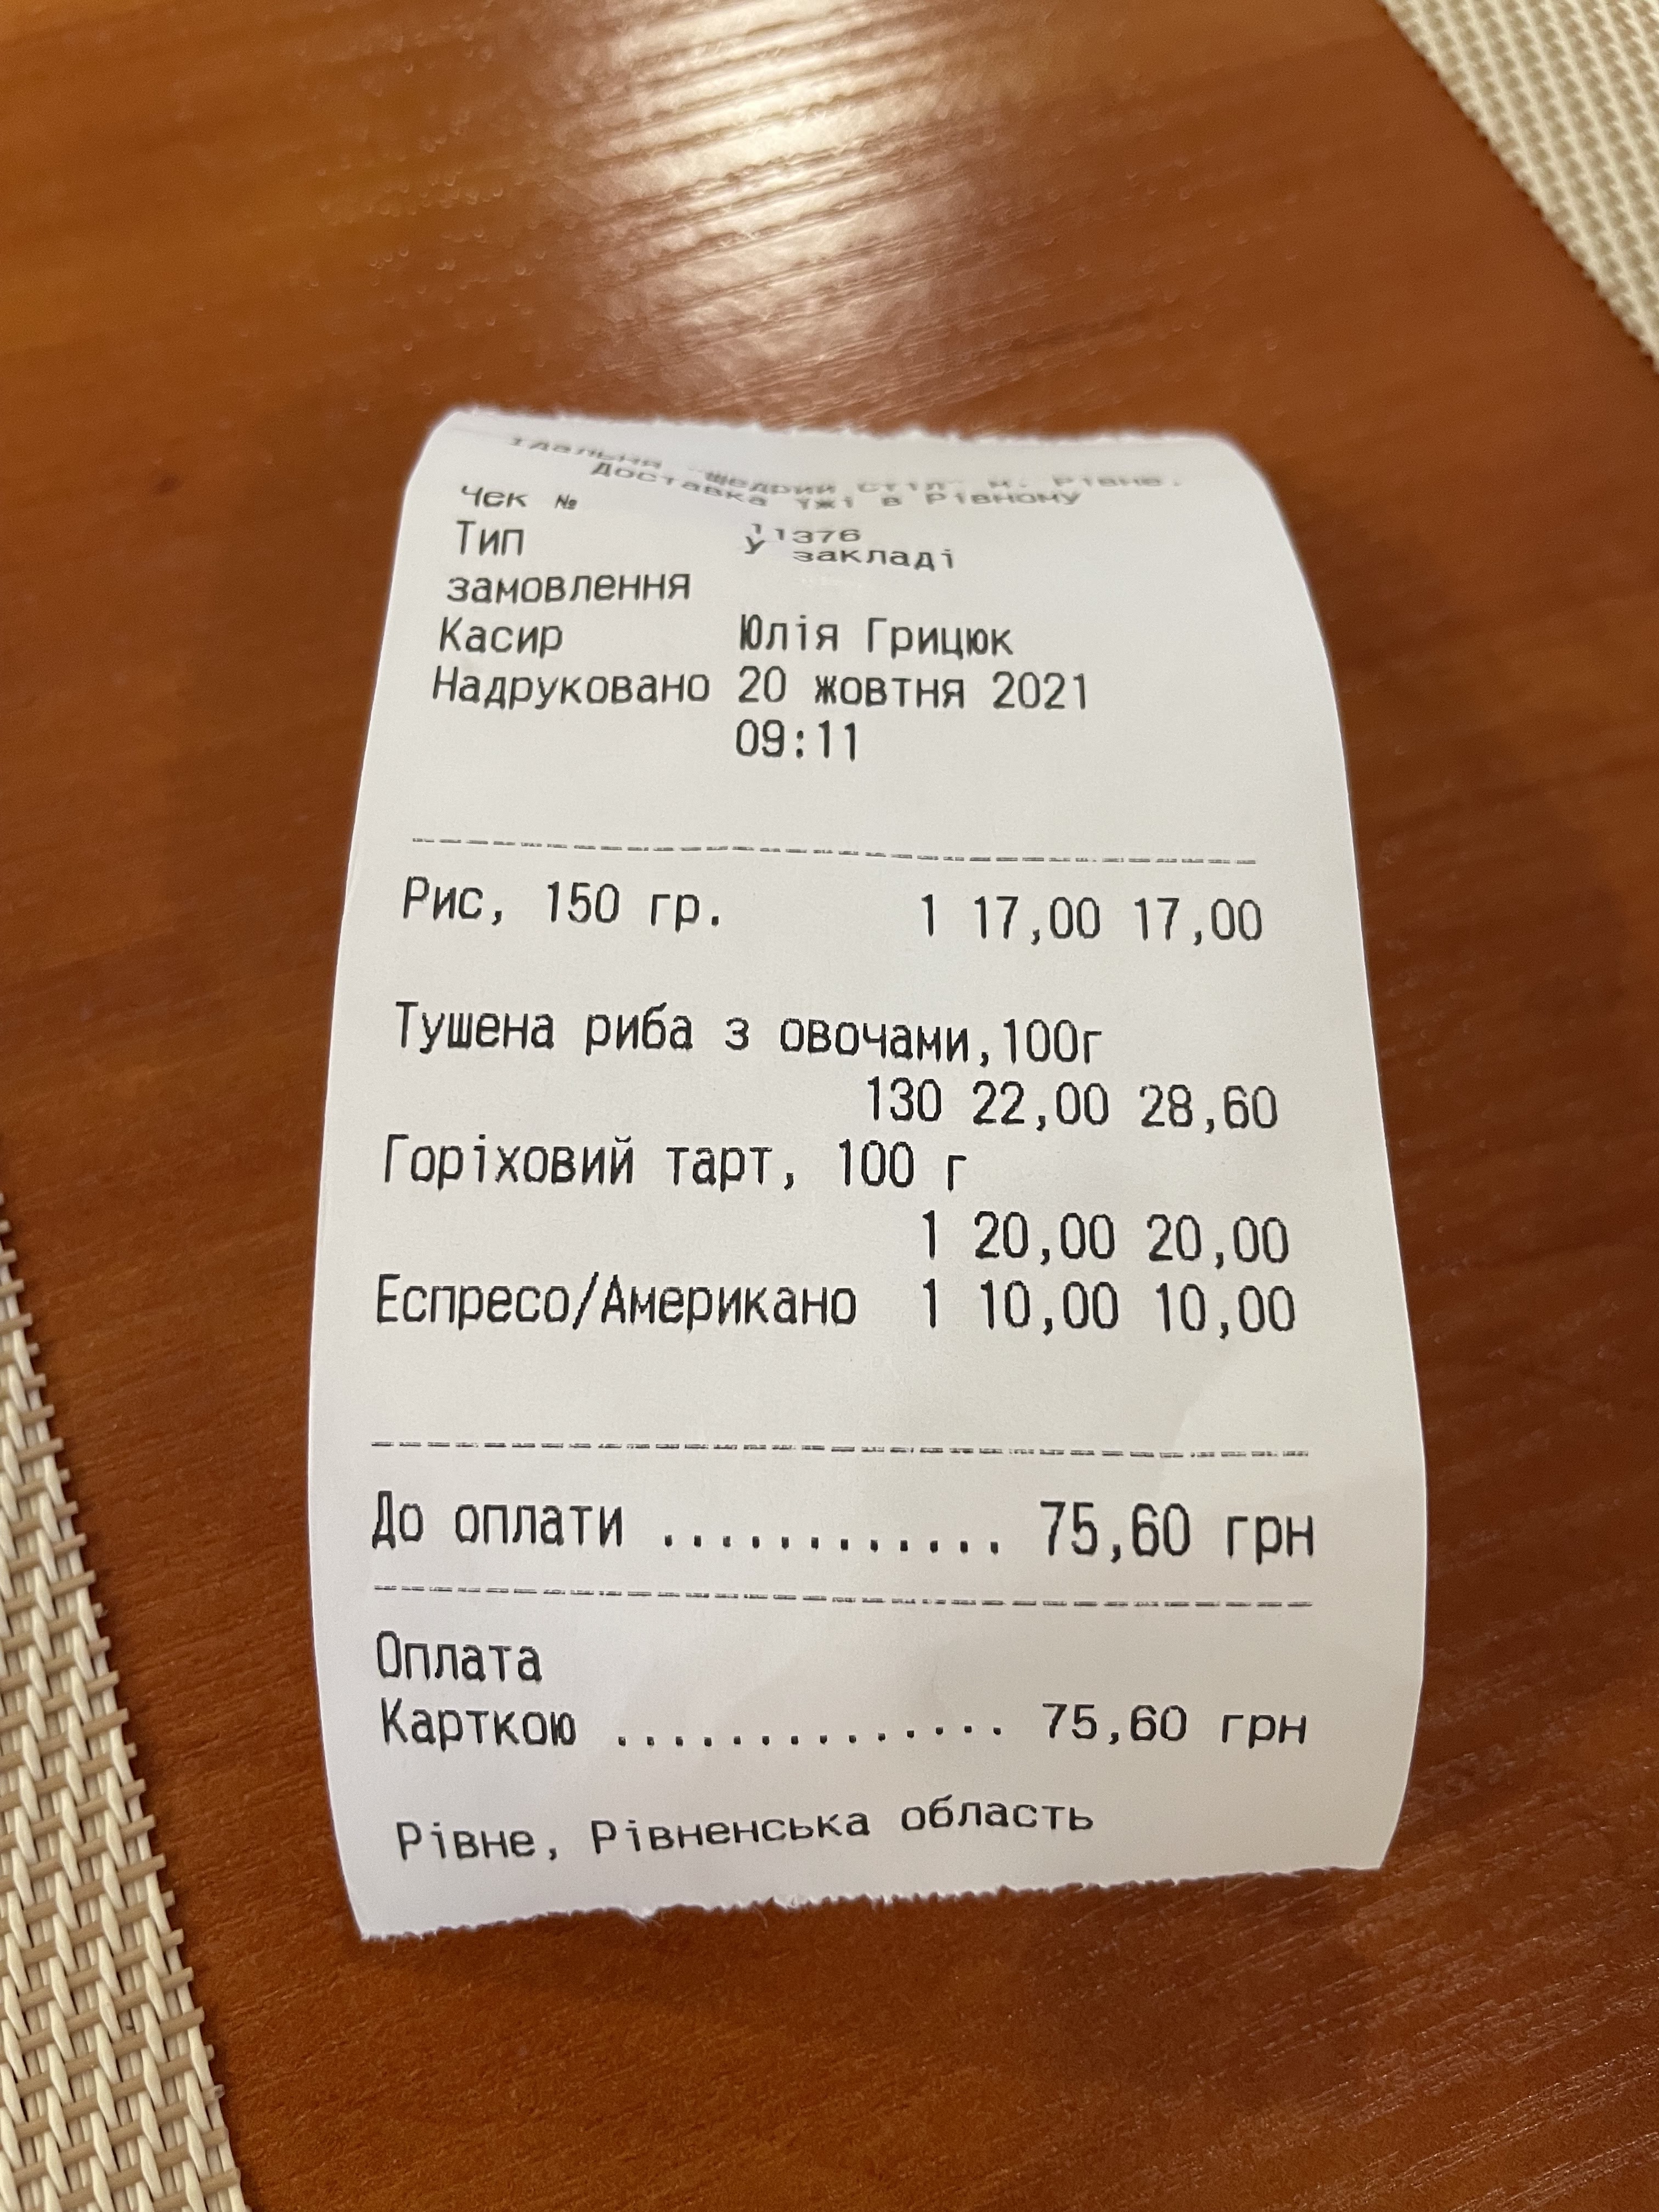 Їдальня "Щедрий стіл" м. Рівне.
Доставка їжі в Рівному
Чек № 11376
Тип У закладі
замовлення
Касир Юлія Грицюк
Надруковано 20 жовтня 2021
09:11
Рис, 150 гр. 1 17,00 17,00
Тушена риба з овочами,100г
130 22,00 28,60
Горіховий тарт, 100 г
1 20,00 20,00
Еспресо/Американо 1 10,00 10,00
До оплати ............ 75,60 грн
Оплата
Карткою .............. 75,60 грн
Рівне, Рівненська область